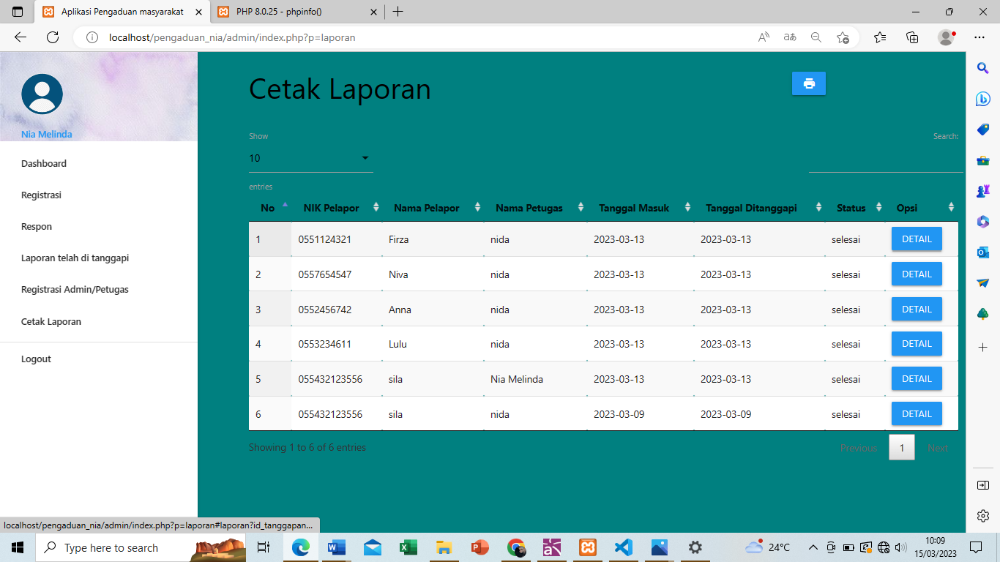 Aplikasi Pengaduan masyarakat
PHP 8.0.25 - phpinfo()
localhost/pengaduan_nia/admin/index.php?p=laporan
Nia Melinda
Dashboard
Registrasi
Respon
Laporan telah di tanggapi
Registrasi Admin/Petugas
Cetak Laporan
Logout
Cetak Laporan
Show
Search:
10
entries
No NIK Pelapor Nama Pelapor Nama Petugas Tanggal Masuk Tanggal Ditanggapi Status Opsi
1 0551124321 Firza nida 2023-03-13 2023-03-13 selesai DETAIL
2 0557654547 Niva nida 2023-03-13 2023-03-13 selesai DETAIL
3 0552456742 Anna nida 2023-03-13 2023-03-13 selesai DETAIL
4 0553234611 Lulu nida 2023-03-13 2023-03-13 selesai DETAIL
5 055432123556 sila Nia Melinda 2023-03-13 2023-03-13 selesai DETAIL
6 055432123556 sila nida 2023-03-09 2023-03-09 selesai DETAIL
Showing 1 to 6 of 6 entries
Previous 1 Next
localhost/pengaduan_nia/admin/index.php?p=laporan#laporan?id_tanggapan...
Type here to search
24°C
10:09
15/03/2023